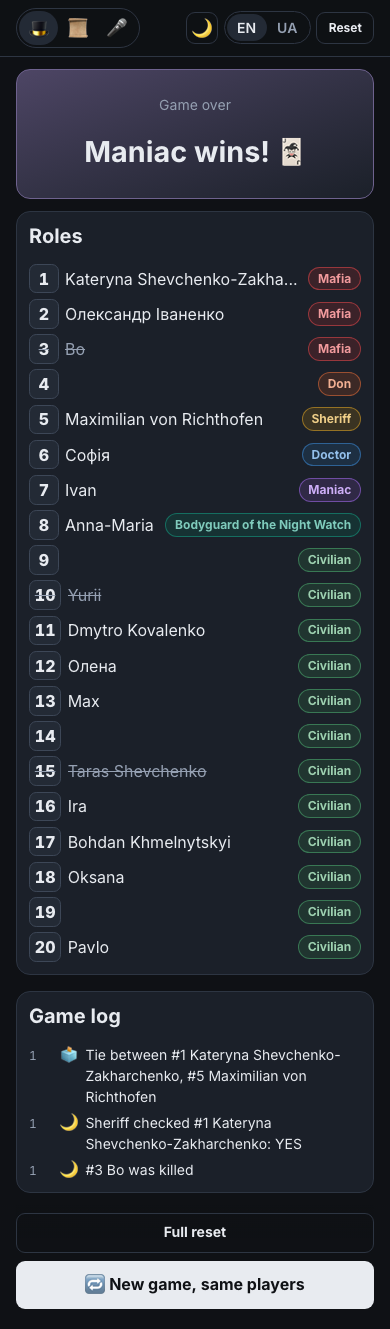 EN UA Reset
Game over
Maniac wins!
Roles
1 Kateryna Shevchenko-Zakha... Mafia
2 Олександр Іваненко Mafia
3 Bo Mafia
4 Don
5 Maximilian von Richthofen Sheriff
6 Софія Doctor
7 Ivan Maniac
8 Anna-Maria Bodyguard of the Night Watch
9 Civilian
10 Yurii Civilian
11 Dmytro Kovalenko Civilian
12 Олена Civilian
13 Max Civilian
14 Civilian
15 Taras Shevchenko Civilian
16 Ira Civilian
17 Bohdan Khmelnytskyi Civilian
18 Oksana Civilian
19 Civilian
20 Pavlo Civilian
Game log
1 Tie between #1 Kateryna Shevchenko-
Zakharchenko, #5 Maximilian von
Richthofen
1 Sheriff checked #1 Kateryna
Shevchenko-Zakharchenko: YES
1 #3 Bo was killed
Full reset
New game, same players